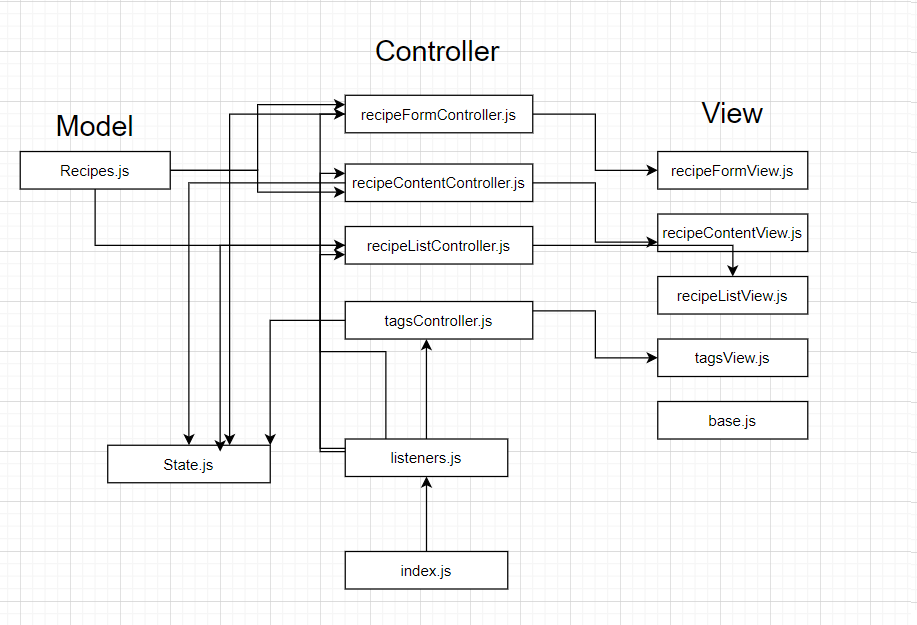 Controller
Model
View
recipeFormController.js
Recipes.js
recipeFormView.js
recipeContentController.js
recipeContentView.js
recipeListController.js
recipeListView.js
tagsController.js
tagsView.js
base.js
State.js
listeners.js
index.js